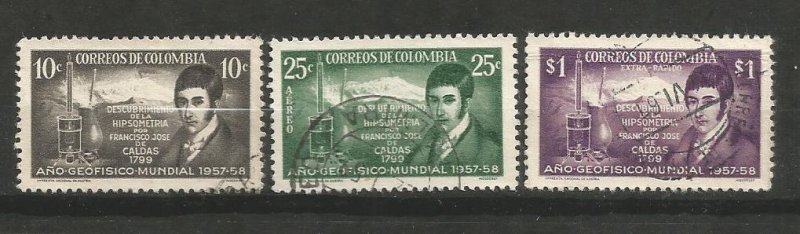 CORREOS DE COLOMBIA
10c 10c
DESCUBRIMIENTO
DE LA
HIPSOMETRIA
POR
FRANCISCO JOSE
DE
CALDAS
1799
AÑO-GEOFISICO-MUNDIAL 1957-58
CORREOS DE COLOMBIA
25c 25c
AEREO
DESCUBRIMIENTO
DE LA
HIPSOMETRIA
POR
FRANCISCO JOSE
DE
CALDAS
1799
AÑO-GEOFISICO-MUNDIAL 1957-58
CORREOS DE COLOMBIA
EXTRA-RAPIDO
$1 $1
DESCUBRIMIENTO
DE LA
HIPSOMETRIA
POR
FRANCISCO JOSE
DE
CALDAS
1799
AÑO-GEOFISICO-MUNDIAL 1957-58